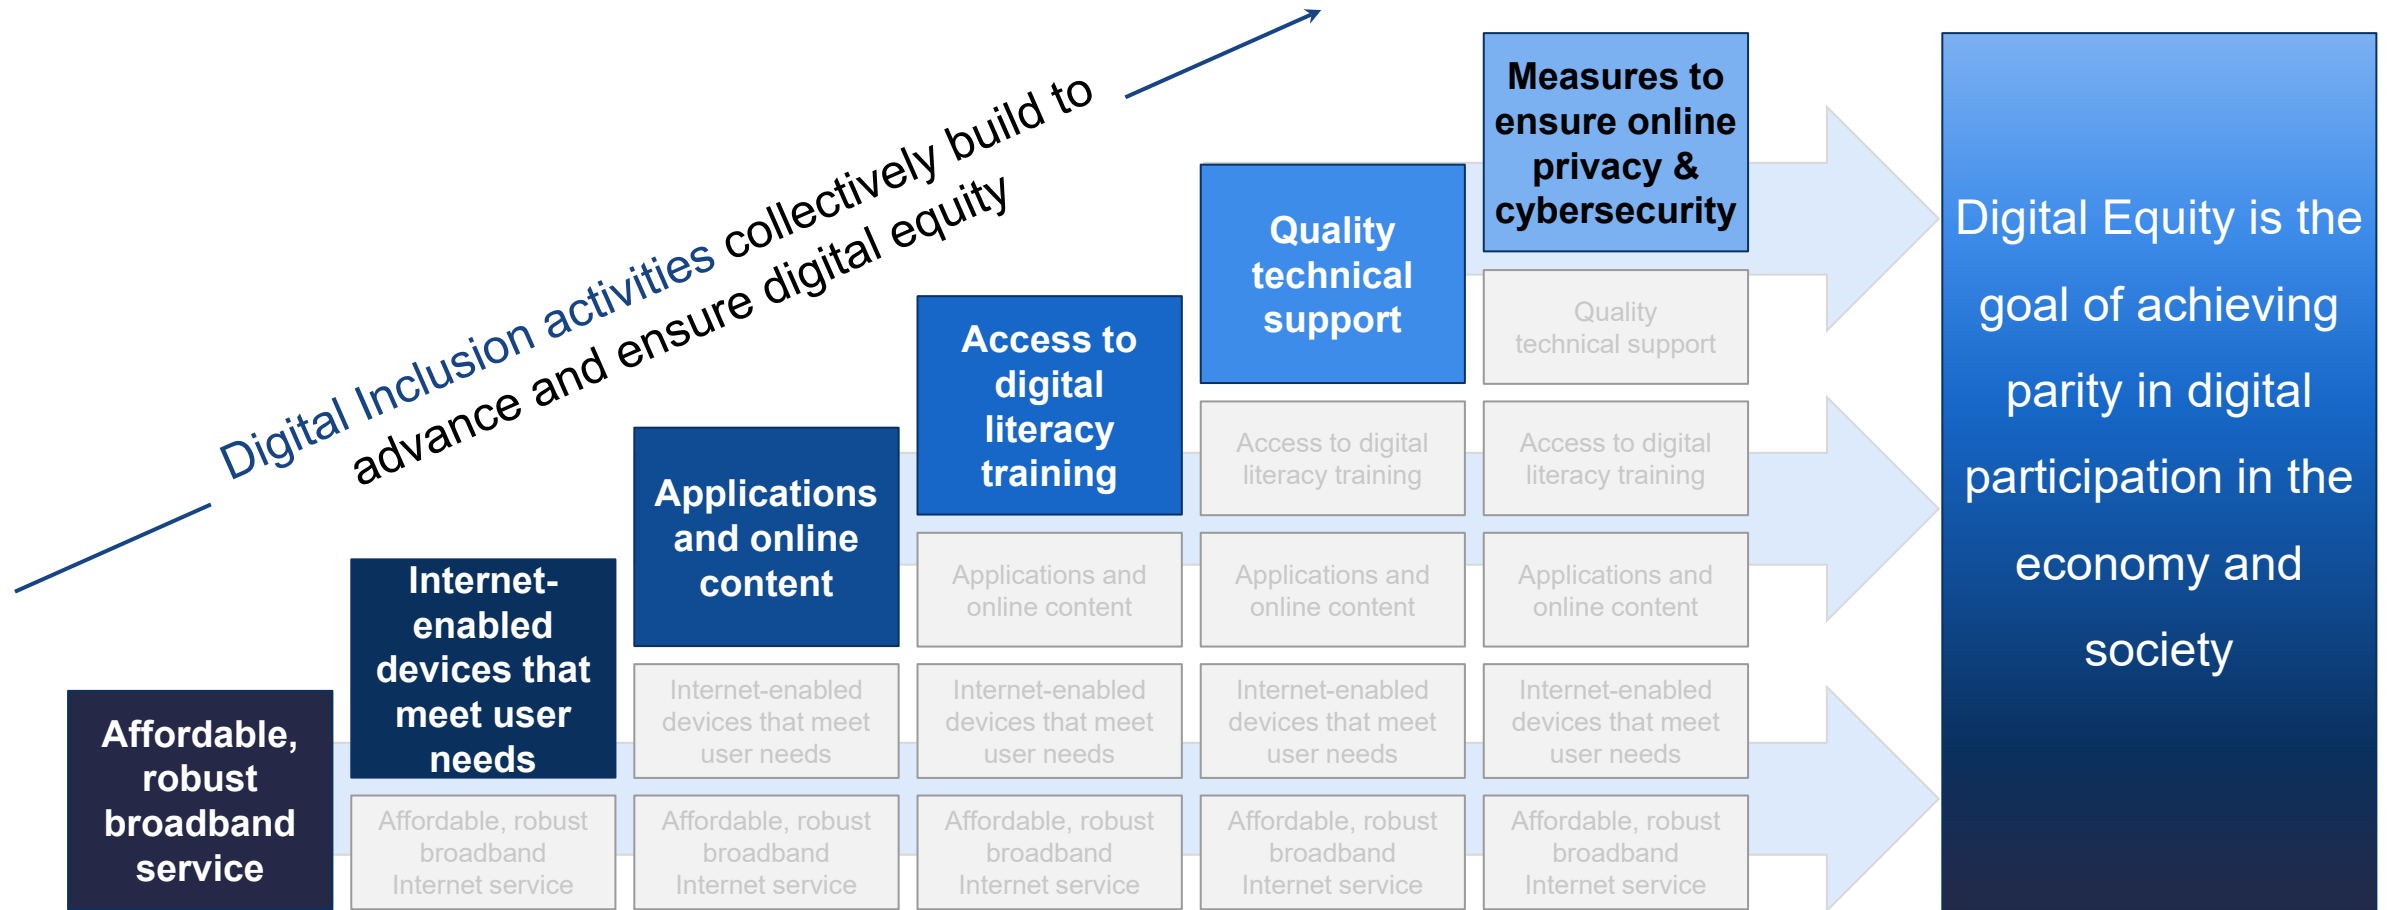 Digital Inclusion activities collectively build to
advance and ensure digital equity
Affordable,
robust
broadband
service
Internet-
enabled
devices that
meet user
needs
Affordable, robust
broadband
Internet service
Applications
and online
content
Internet-enabled
devices that meet
user needs
Affordable, robust
broadband
Internet service
Access to
digital
literacy
training
Applications and
online content
Internet-enabled
devices that meet
user needs
Affordable, robust
broadband
Internet service
Quality
technical
support
Access to digital
literacy training
Applications and
online content
Internet-enabled
devices that meet
user needs
Affordable, robust
broadband
Internet service
Measures to
ensure online
privacy &
cybersecurity
Quality
technical support
Access to digital
literacy training
Applications and
online content
Internet-enabled
devices that meet
user needs
Affordable, robust
broadband
Internet service
Digital Equity is the
goal of achieving
parity in digital
participation in the
economy and
society